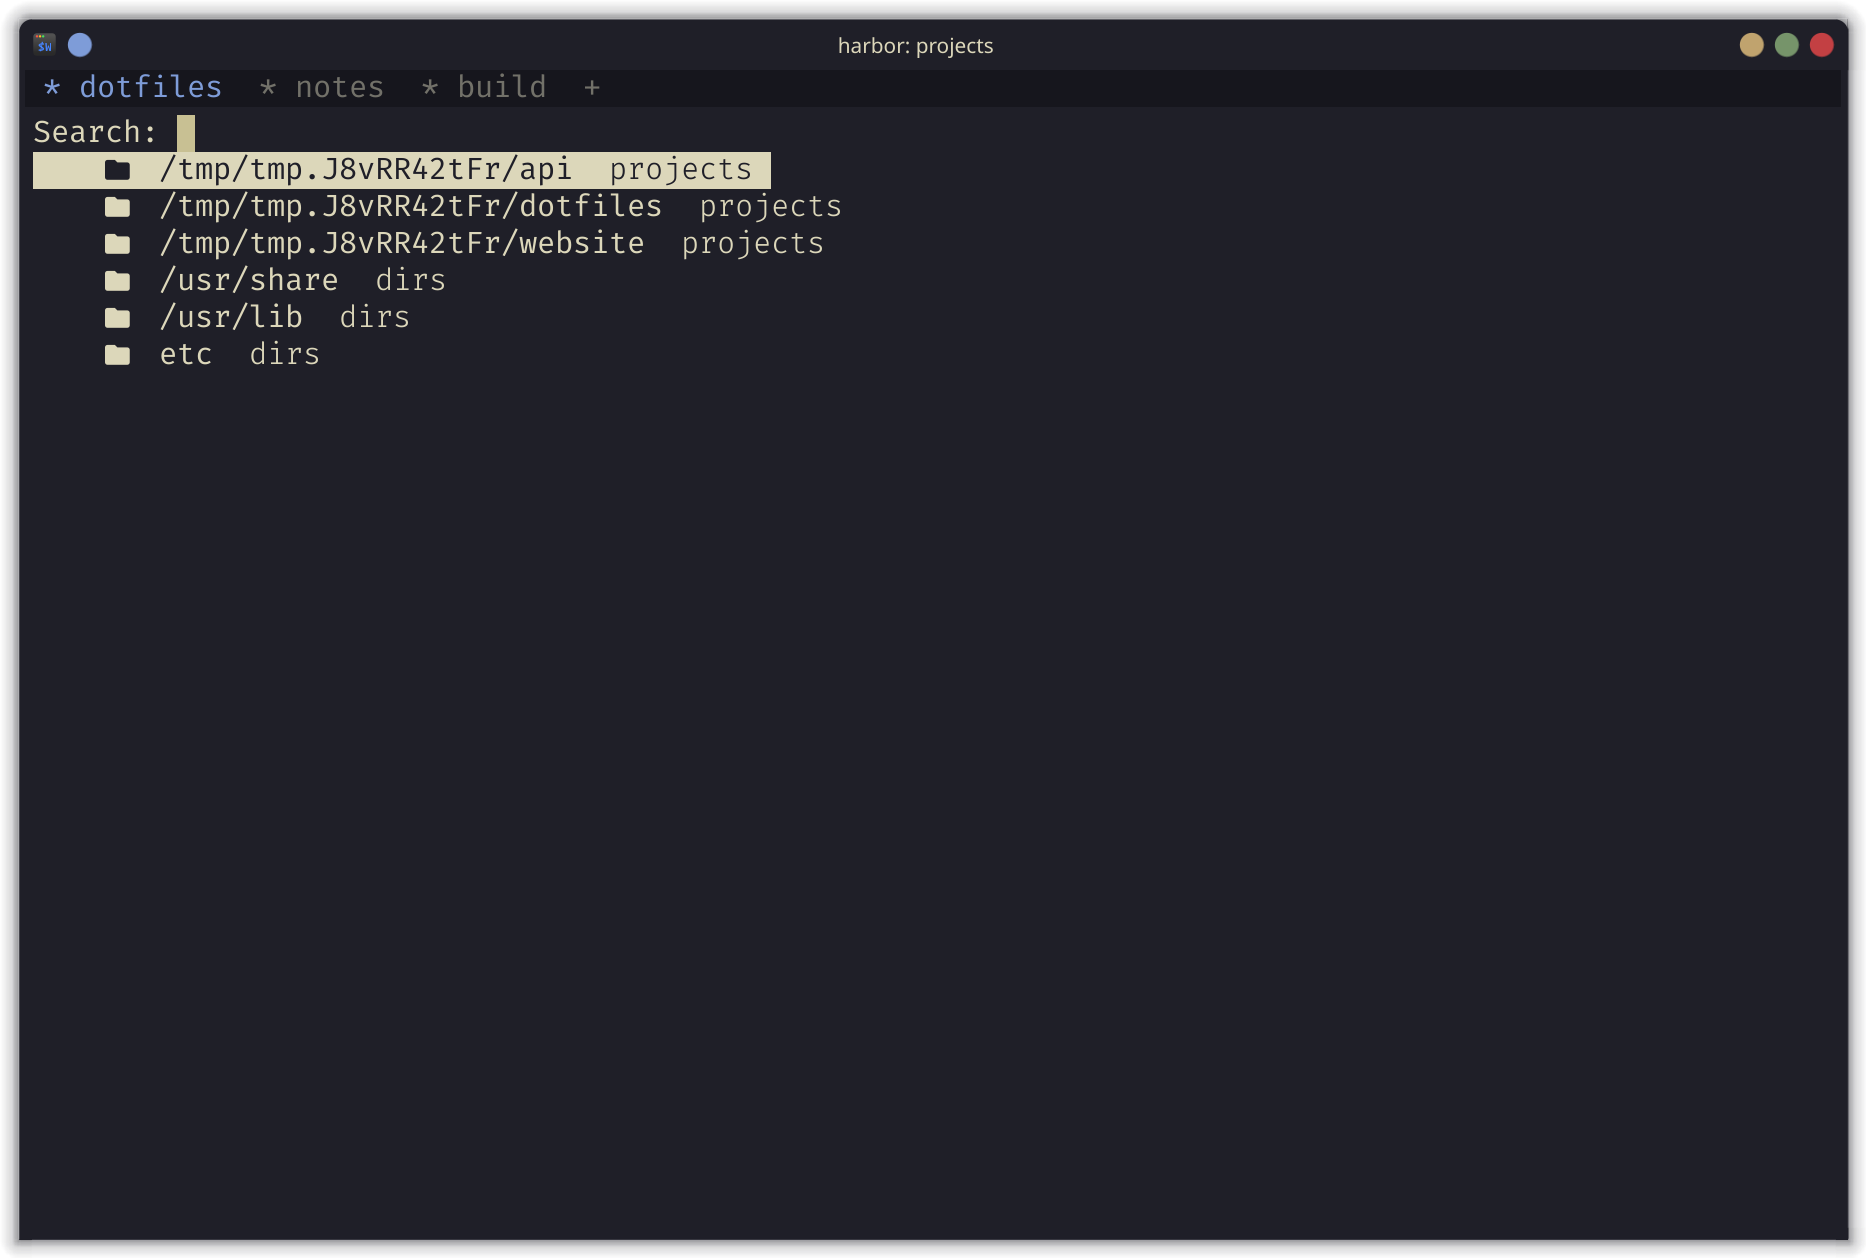 $W harbor: projects
* dotfiles * notes * build +
Search:
/tmp/tmp.J8vRR42tFr/api projects
/tmp/tmp.J8vRR42tFr/dotfiles projects
/tmp/tmp.J8vRR42tFr/website projects
/usr/share dirs
/usr/lib dirs
etc dirs